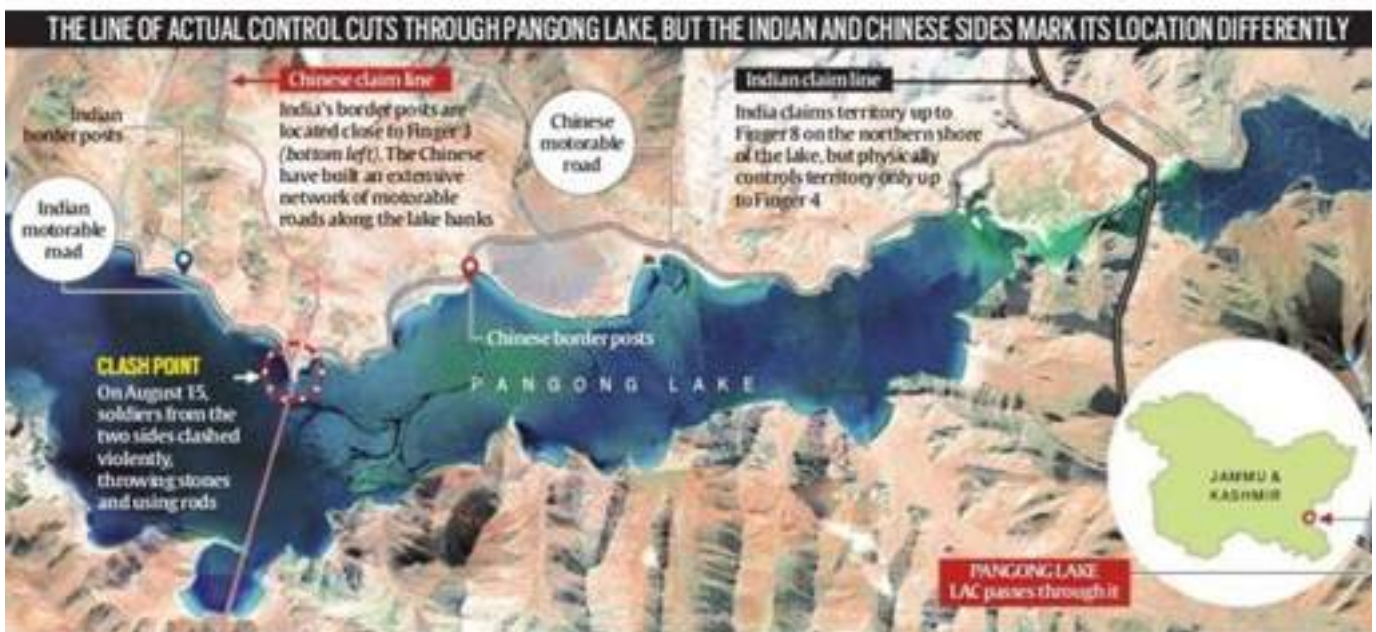 THE LINE OF ACTUAL CONTROL CUTS THROUGH PANGONG LAKE, BUT THE INDIAN AND CHINESE SIDES MARK ITS LOCATION DIFFERENTLY
Indian
border posts
Indian
motorable
road
Chinese claim line
India's border posts are
located close to Finger 3
(bottom left). The Chinese
have built an extensive
network of motorable
roads along the lake banks
Chinese
motorable
road
Indian claim line
India claims territory up to
Finger 8 on the northern shore
of the lake, but physically
controls territory only up
to Finger 4
Chinese border posts
PANGONG LAKE
CLASH POINT
On August 15,
soldiers from the
two sides clashed
violently,
throwing stones
and using rods
JAMMU &
KASHMIR
PANGONG LAKE
LAC passes through it